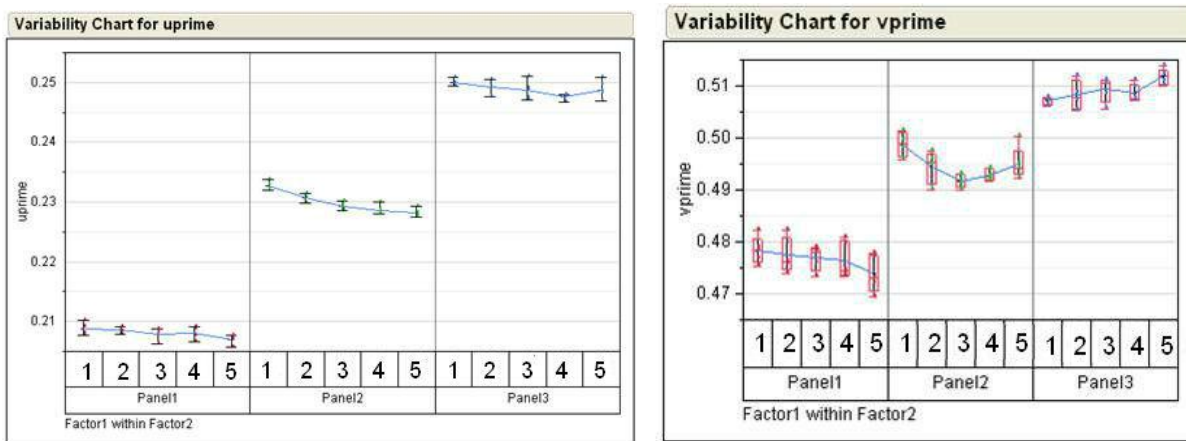 Variability Chart for uprime
0.25
0.24
0.23
0.22
0.21
uprime
1 2 3 4 5 1 2 3 4 5 1 2 3 4 5
Panel1 Panel2 Panel3
Factor1 within Factor2
Variability Chart for vprime
0.51
0.50
0.49
0.48
0.47
vprime
1 2 3 4 5 1 2 3 4 5 1 2 3 4 5
Panel1 Panel2 Panel3
Factor1 within Factor2